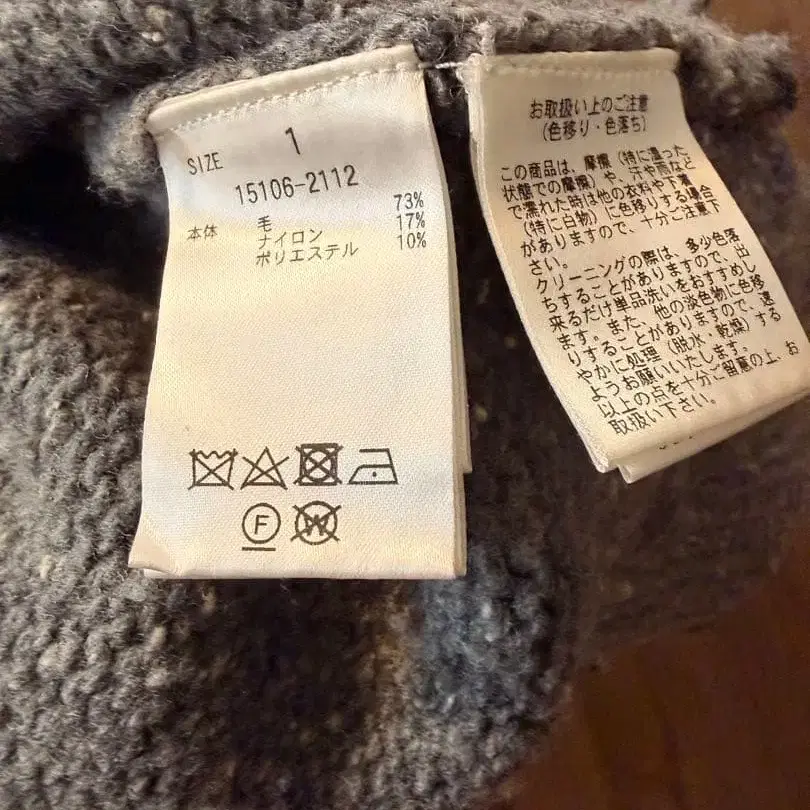 SIZE 1
15106-2112
本体 毛 73%
ナイロン 17%
ポリエステル 10%
F
W
お取扱い上のご注意
(色移り・色落ち)
この商品は、摩擦(特に湿った
状態での摩擦)や、汗や雨など
で濡れた時は他の衣料や下着
(特に白物)に色移りする場合
がありますので、十分ご注意下
さい。
クリーニングの際は、多少色落
ちすることがありますので、出
来るだけ単品洗いをおすすめし
ます。また、他の淡色物に色移
りすることがありますので、速
やかに処理(脱水・乾燥)する
ようお願いいたします。
以上の点を十分ご留意の上、お
取扱い下さい。